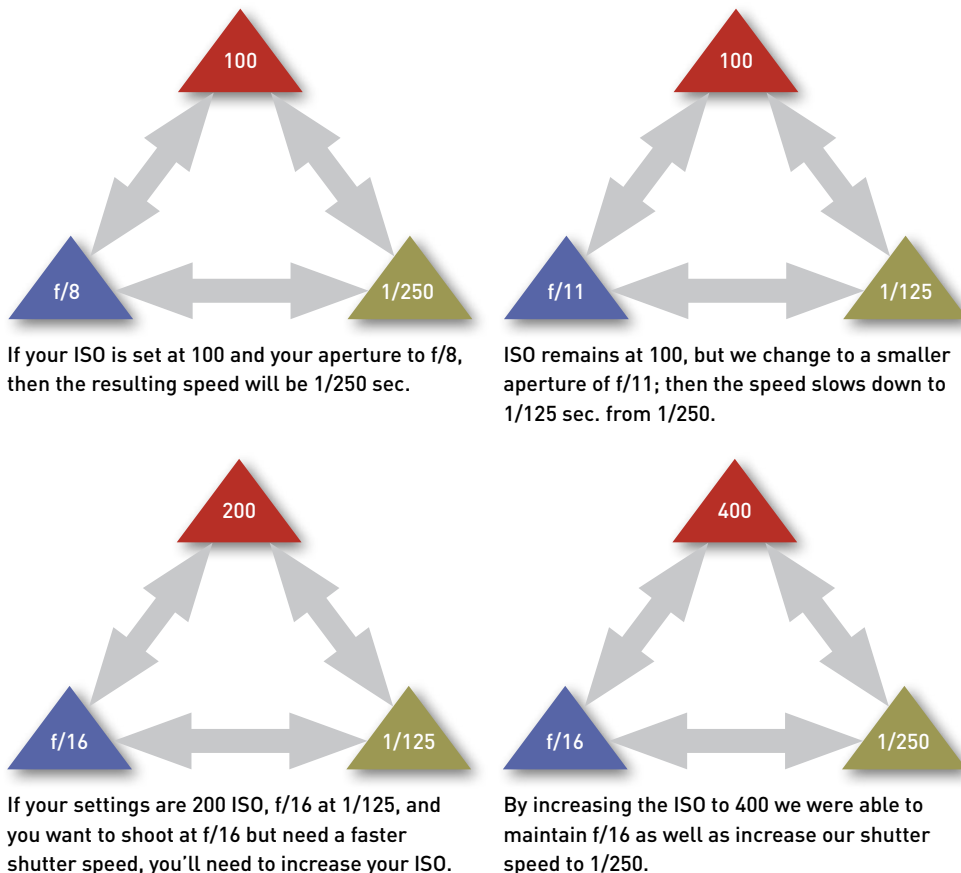 100
f/8
1/250
If your ISO is set at 100 and your aperture to f/8,
then the resulting speed will be 1/250 sec.
100
f/11
1/125
ISO remains at 100, but we change to a smaller
aperture of f/11; then the speed slows down to
1/125 sec. from 1/250.
200
f/16
1/125
If your settings are 200 ISO, f/16 at 1/125, and
you want to shoot at f/16 but need a faster
shutter speed, you’ll need to increase your ISO.
400
f/16
1/250
By increasing the ISO to 400 we were able to
maintain f/16 as well as increase our shutter
speed to 1/250.